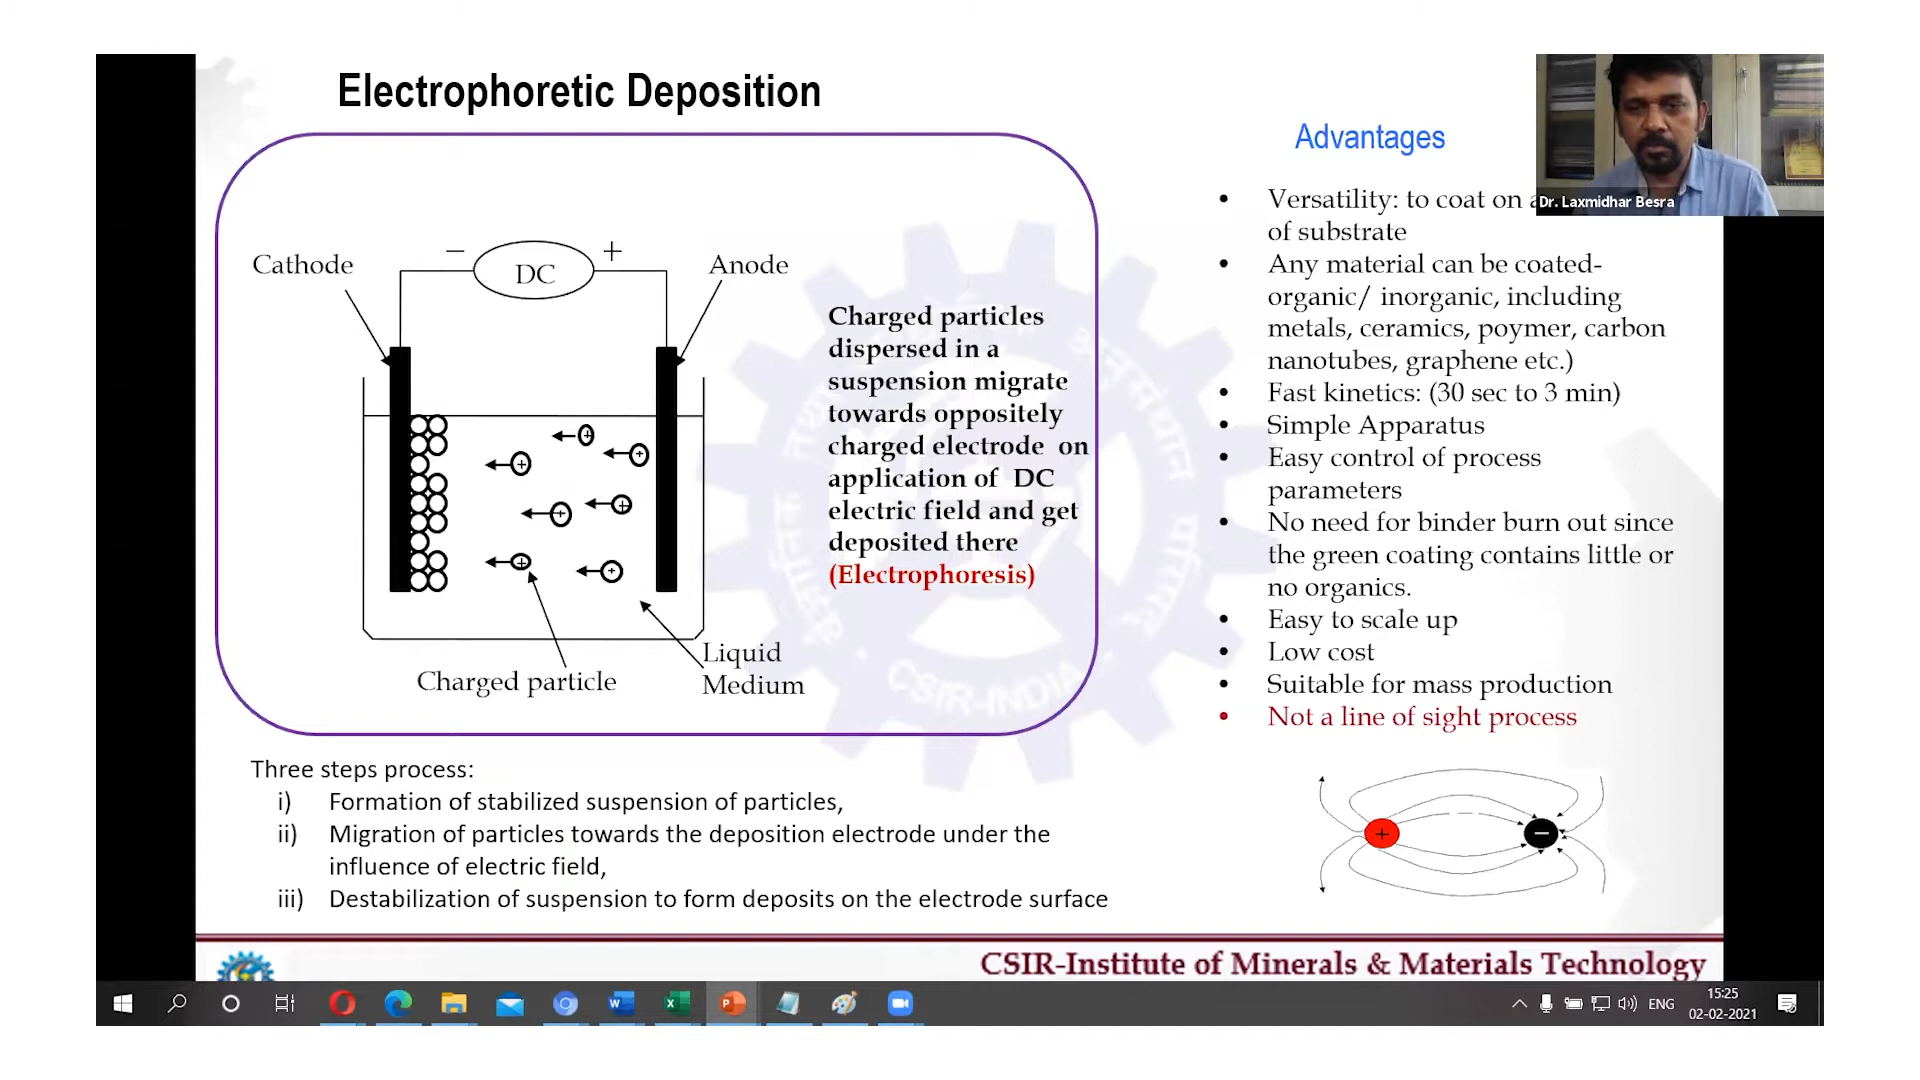 Electrophoretic Deposition
Cathode
−
DC
+
Anode
Charged particles
dispersed in a
suspension migrate
towards oppositely
charged electrode on
application of DC
electric field and get
deposited there
(Electrophoresis)
Charged particle
Liquid
Medium
Three steps process:
i) Formation of stabilized suspension of particles,
ii) Migration of particles towards the deposition electrode under the
influence of electric field,
iii) Destabilization of suspension to form deposits on the electrode surface
Advantages
• Versatility: to coat on
of substrate
• Any material can be coated-
organic/ inorganic, including
metals, ceramics, poymer, carbon
nanotubes, graphene etc.)
• Fast kinetics: (30 sec to 3 min)
• Simple Apparatus
• Easy control of process
parameters
• No need for binder burn out since
the green coating contains little or
no organics.
• Easy to scale up
• Low cost
• Suitable for mass production
• Not a line of sight process
+
−
Dr. Laxmidhar Besra
CSIR-INDIA
CSIR-Institute of Minerals & Materials Technology
ENG
15:25
02-02-2021